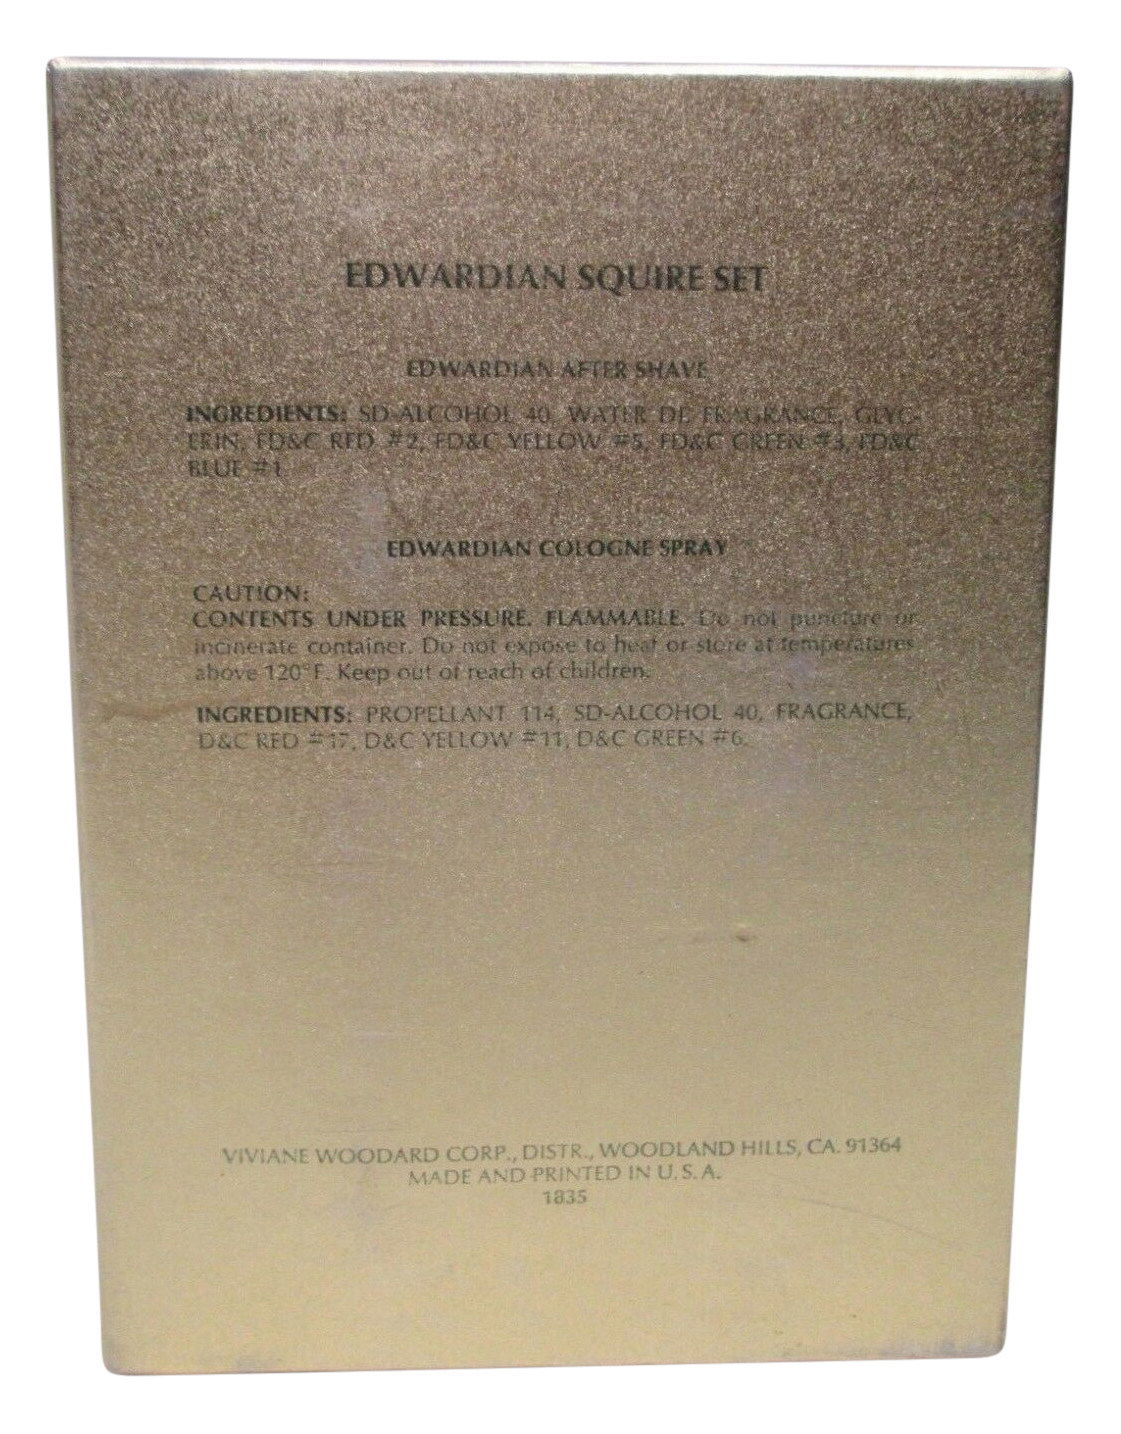 EDWARDIAN SQUIRE SET
EDWARDIAN AFTER SHAVE
INGREDIENTS: SD-ALCOHOL 40, WATER DI, FRAGRANCE, GLYC-
ERIN, FD&C RED #2, FD&C YELLOW #5, FD&C GREEN #3, FD&C
BLUE #1
EDWARDIAN COLOGNE SPRAY
CAUTION:
CONTENTS UNDER PRESSURE. FLAMMABLE. Do not puncture or
incinerate container. Do not expose to heat or store at temperatures
above 120°F. Keep out of reach of children.
INGREDIENTS: PROPELLANT 114, SD-ALCOHOL 40, FRAGRANCE,
D&C RED #17, D&C YELLOW #11, D&C GREEN #6.
VIVIANE WOODARD CORP., DISTR., WOODLAND HILLS, CA. 91364
MADE AND PRINTED IN U.S.A.
1835